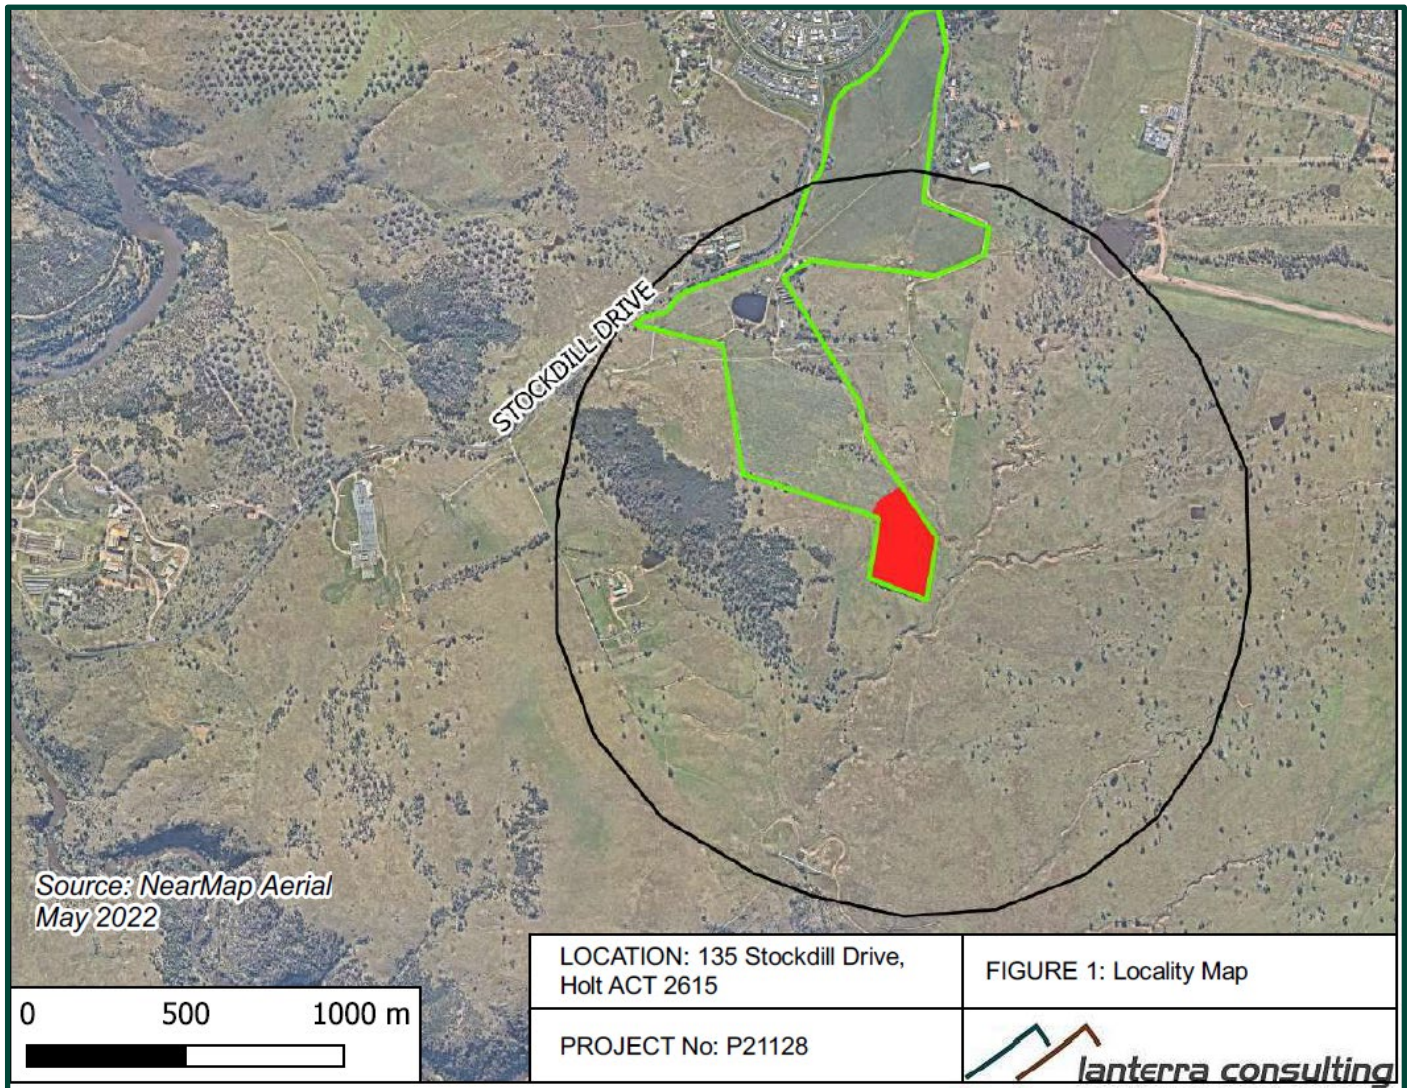 STOCKDILL DRIVE
Source: NearMap Aerial
May 2022
0 500 1000 m
LOCATION: 135 Stockdill Drive,
Holt ACT 2615
FIGURE 1: Locality Map
PROJECT No: P21128
lanterra consulting